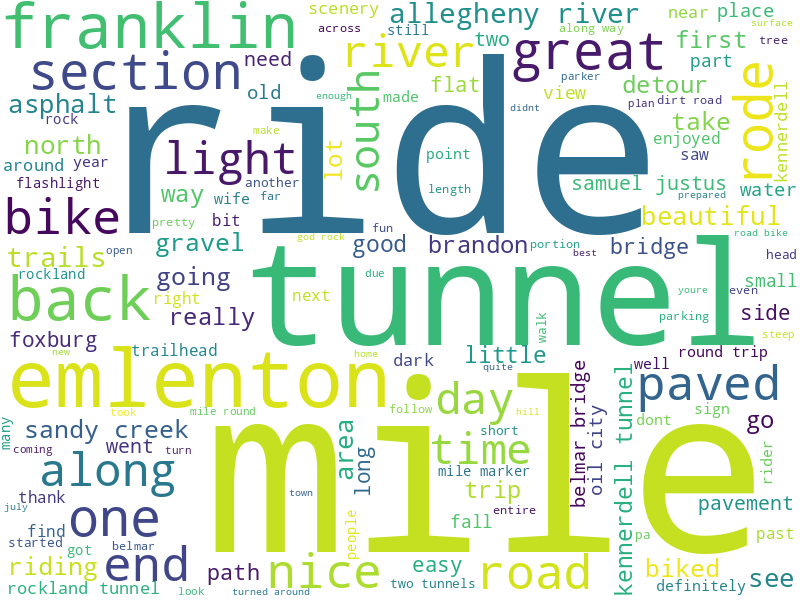 franklin
scenery
across
allegheny river
still
along way
near
place
surface
tree
section
need
river
two
great
first
part
asphalt
old
south
made
flat
view
detour
rode
parker
plan
dirt road
rock
north
light
lot
enough
make
didnt
take
enjoyed
saw
kennerdell
ride
around
year
flashlight
way
wife
another
far
point
length
samuel justus
water
prepared
bike
pretty
bit
fun
beautiful
trails
open
gravel
god rock
good
brandon
portion
best
bridge
road bike
head
rockland
going
right
tunnel
due
youre
even
small
back
really
next
walk
parking
side
foxburg
new
trailhead
home
dark
little
quite
round trip
well
steep
emlenton
took
mile round
follow
day
hill
belmar bridge
oil city
kennerdell tunnel
paved
sign
dont
go
many
sandy creek
went
turn
coming
area
long
time
short
mile marker
rider
along
thank
july
one
town
trip
entire
mile
pavement
find
started
belmar
got
people
fall
pa
past
riding
end
path
nice
easy
road
biked
see
rockland tunnel
look
turned around
two tunnels
definitely